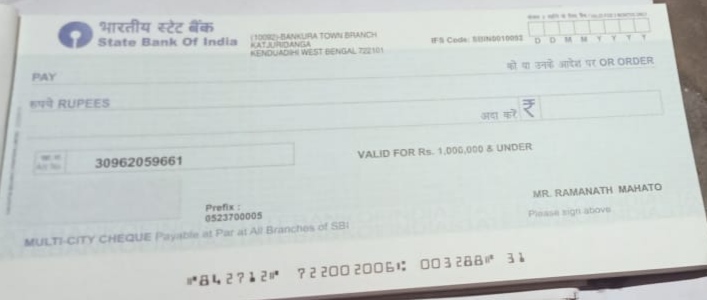 भारतीय स्टेट बैंक
State Bank Of India
(10082)-BANKURA TOWN BRANCH
KATJURIDANGA
KENDUADIHI WEST BENGAL 722101
IFS Code: SBIN0010082
D D M M Y Y Y Y
PAY
को या उनके आदेश पर OR ORDER
रुपये RUPEES
अदा करें ₹
30962059661
VALID FOR Rs. 1,000,000 & UNDER
Prefix :
0523700005
MR. RAMANATH MAHATO
Please sign above
MULTI-CITY CHEQUE Payable at Par at All Branches of SBI
⑈842712⑈ 722002006⑆ 003288⑈ 31